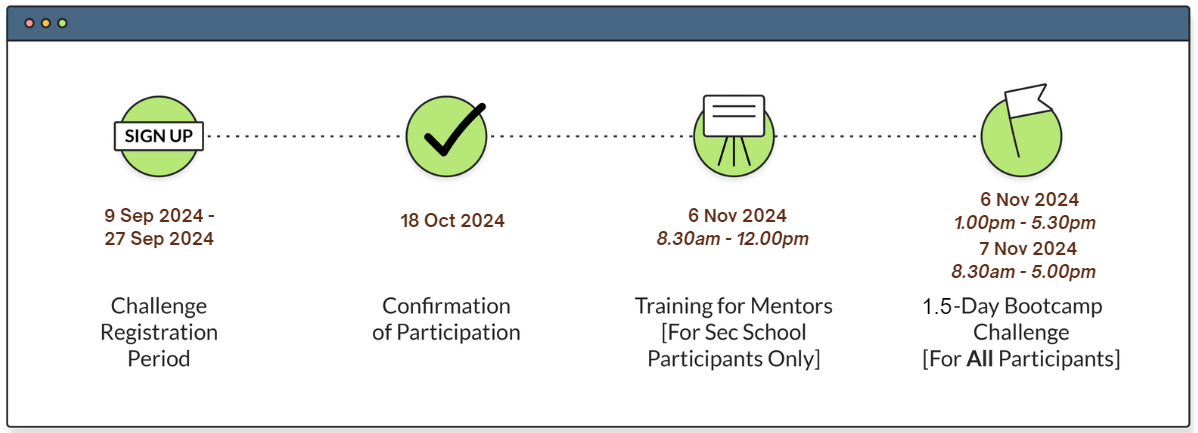 SIGN UP
9 Sep 2024 -
27 Sep 2024
Challenge
Registration
Period
18 Oct 2024
Confirmation
of Participation
6 Nov 2024
8.30am - 12.00pm
Training for Mentors
[For Sec School
Participants Only]
6 Nov 2024
1.00pm - 5.30pm
7 Nov 2024
8.30am - 5.00pm
1.5-Day Bootcamp
Challenge
[For All Participants]